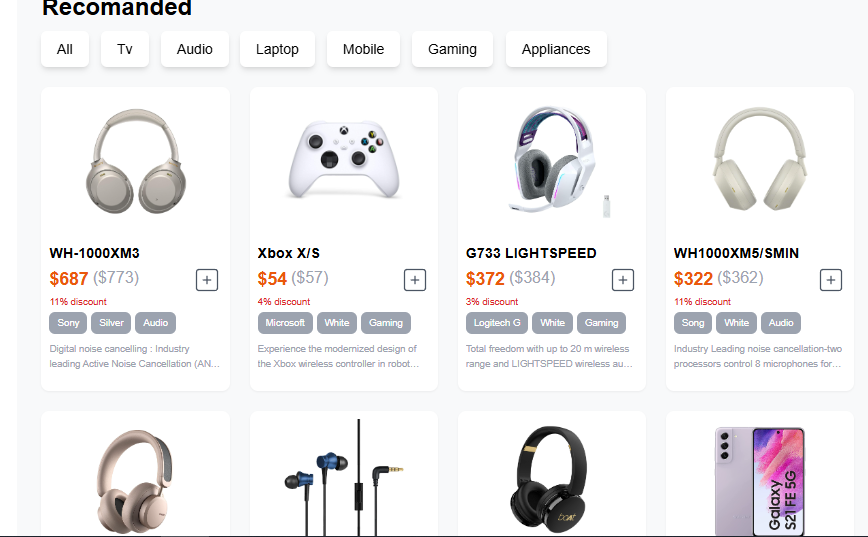 Recomanded
All Tv Audio Laptop Mobile Gaming Appliances
WH-1000XM3
$687 ($773)
11% discount
Sony Silver Audio
Digital noise cancelling : Industry
leading Active Noise Cancellation (AN...
Xbox X/S
$54 ($57)
4% discount
Microsoft White Gaming
Experience the modernized design of
the Xbox wireless controller in robot...
G733 LIGHTSPEED
$372 ($384)
3% discount
Logitech G White Gaming
Total freedom with up to 20 m wireless
range and LIGHTSPEED wireless au...
WH1000XM5/SMIN
$322 ($362)
11% discount
Song White Audio
Industry Leading noise cancellation-two
processors control 8 microphones for...
boAt
Galaxy
S21 FE 5G